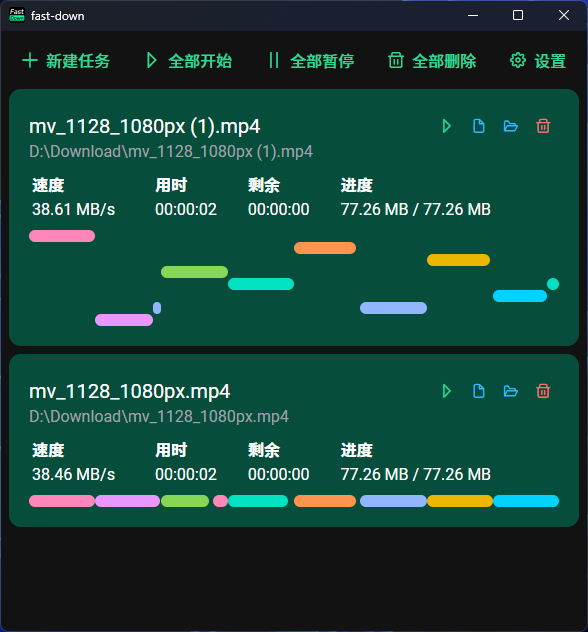 Fast Down fast-down
新建任务 全部开始 全部暂停 全部删除 设置
mv_1128_1080px (1).mp4
D:\Download\mv_1128_1080px (1).mp4
速度 用时 剩余 进度
38.61 MB/s 00:00:02 00:00:00 77.26 MB / 77.26 MB
mv_1128_1080px.mp4
D:\Download\mv_1128_1080px.mp4
速度 用时 剩余 进度
38.46 MB/s 00:00:02 00:00:00 77.26 MB / 77.26 MB